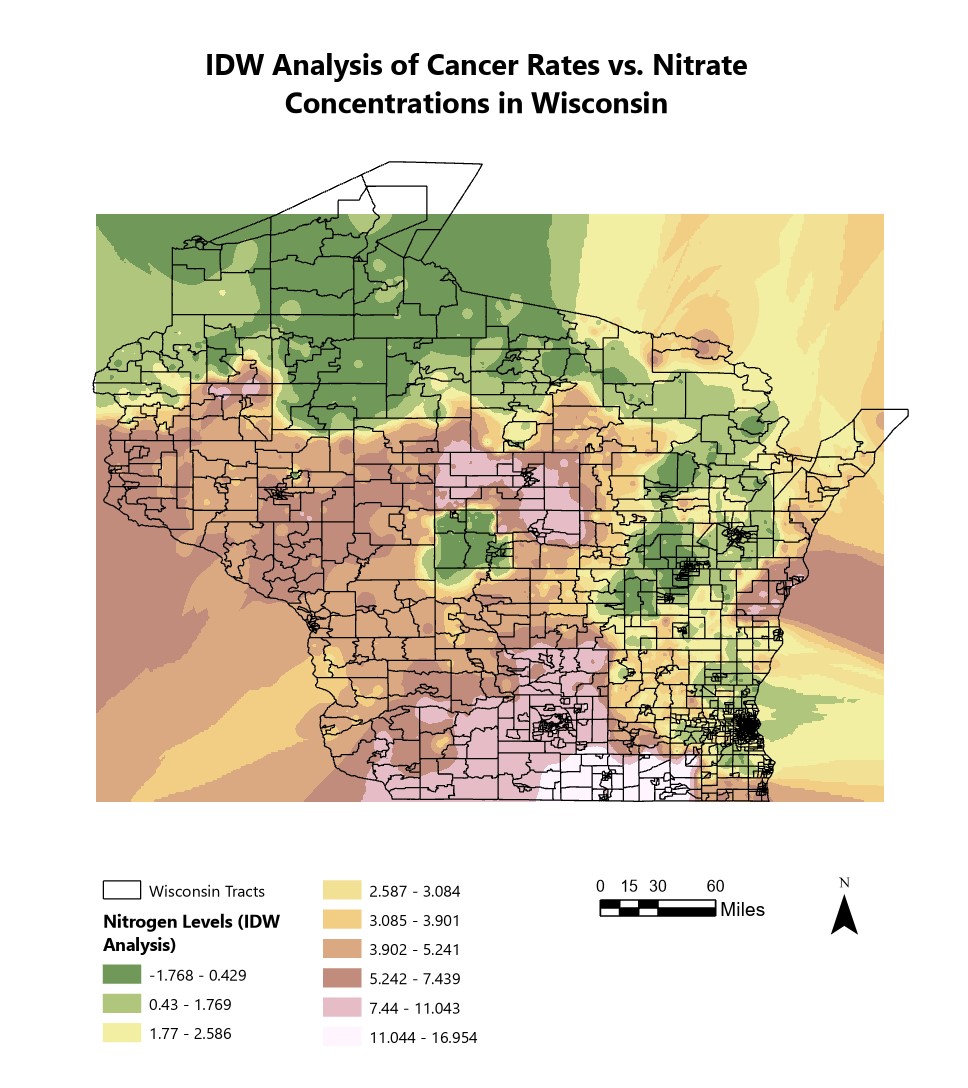 IDW Analysis of Cancer Rates vs. Nitrate
Concentrations in Wisconsin
Wisconsin Tracts
Nitrogen Levels (IDW
Analysis)
-1.768 - 0.429
0.43 - 1.769
1.77 - 2.586
2.587 - 3.084
3.085 - 3.901
3.902 - 5.241
5.242 - 7.439
7.44 - 11.043
11.044 - 16.954
0 15 30 60
Miles
N